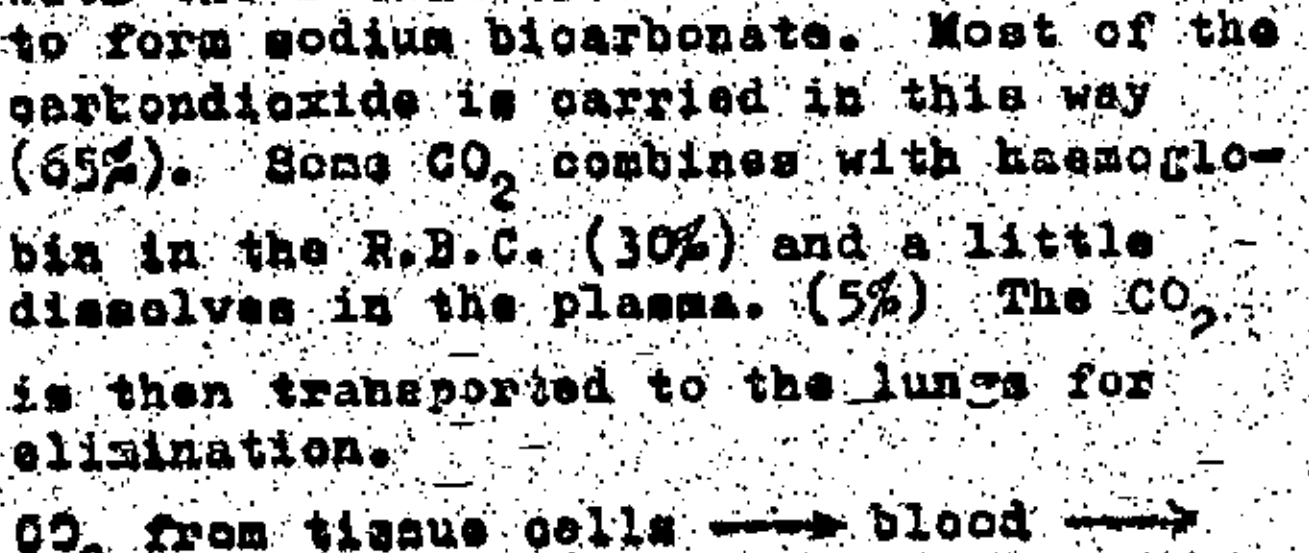 to form sodium bicarbonate. Most of the
carbondioxide is carried in this way
(65%). Some CO₂ combines with haemoglo-
bin in the R.B.C. (30%) and a little
dissolves in the plasma. (5%) The CO₂
is then transported to the lungs for
elimination.
CO₂ from tissue cells ⟶ blood ⟶